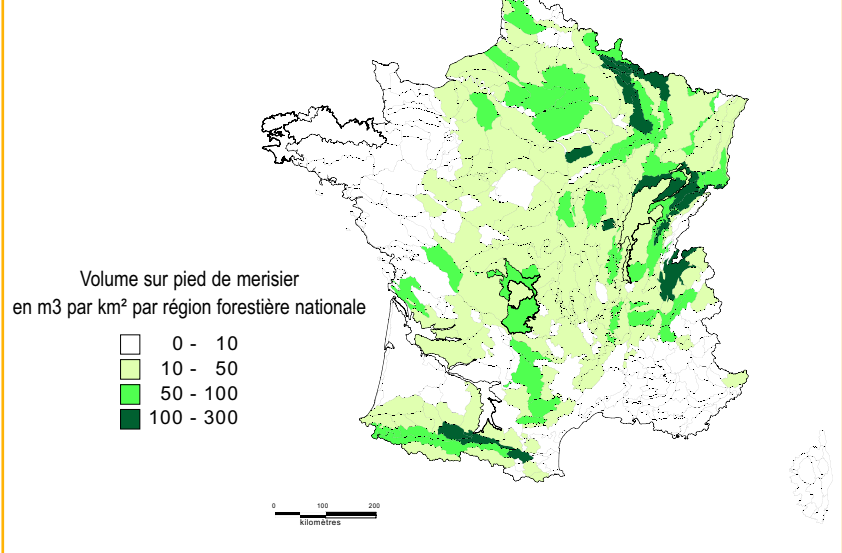 Volume sur pied de merisier
en m3 par km² par région forestière nationale
0 - 10
10 - 50
50 - 100
100 - 300
0 100 200
kilomètres